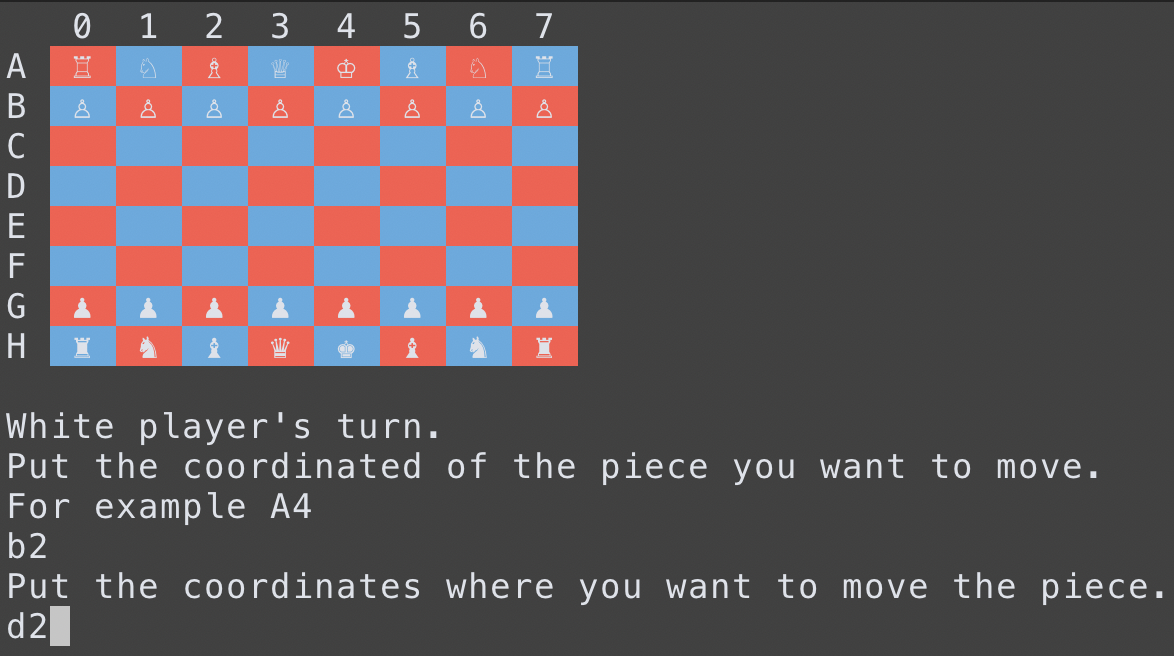 0 1 2 3 4 5 6 7
A ♖ ♘ ♗ ♕ ♔ ♗ ♘ ♖
B ♙ ♙ ♙ ♙ ♙ ♙ ♙ ♙
C
D
E
F
G ♟ ♟ ♟ ♟ ♟ ♟ ♟ ♟
H ♜ ♞ ♝ ♛ ♚ ♝ ♞ ♜
White player's turn.
Put the coordinated of the piece you want to move.
For example A4
b2
Put the coordinates where you want to move the piece.
d2